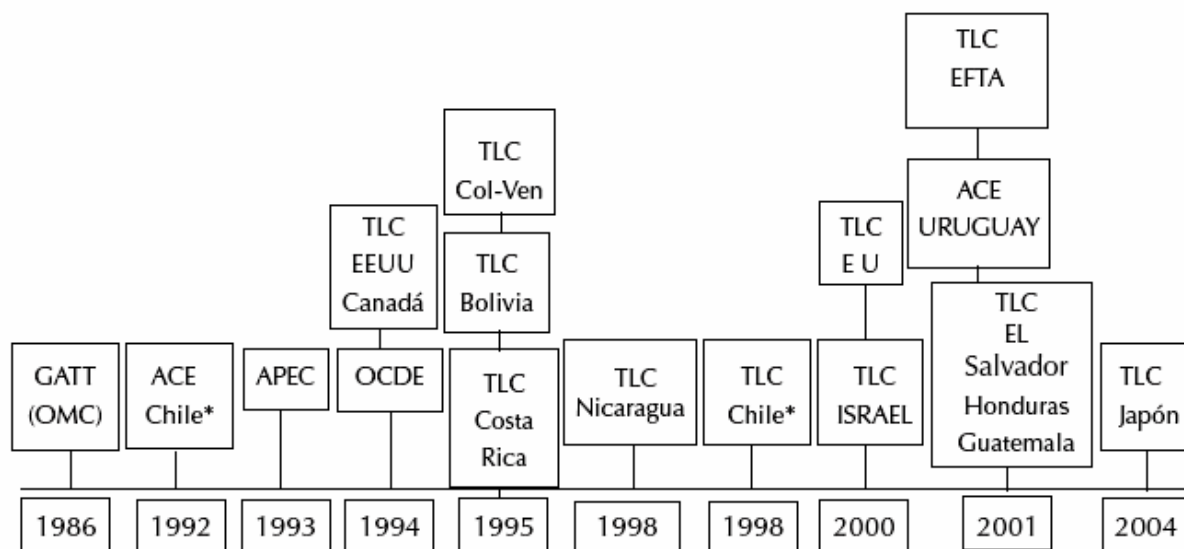 TLC
EFTA
TLC
Col-Ven
ACE
URUGUAY
TLC
EEUU
Canadá
TLC
E U
TLC
Bolivia
GATT
(OMC)
ACE
Chile*
APEC
OCDE
TLC
Costa
Rica
TLC
Nicaragua
TLC
Chile*
TLC
ISRAEL
TLC
EL
Salvador
Honduras
Guatemala
TLC
Japón
1986
1992
1993
1994
1995
1998
1998
2000
2001
2004